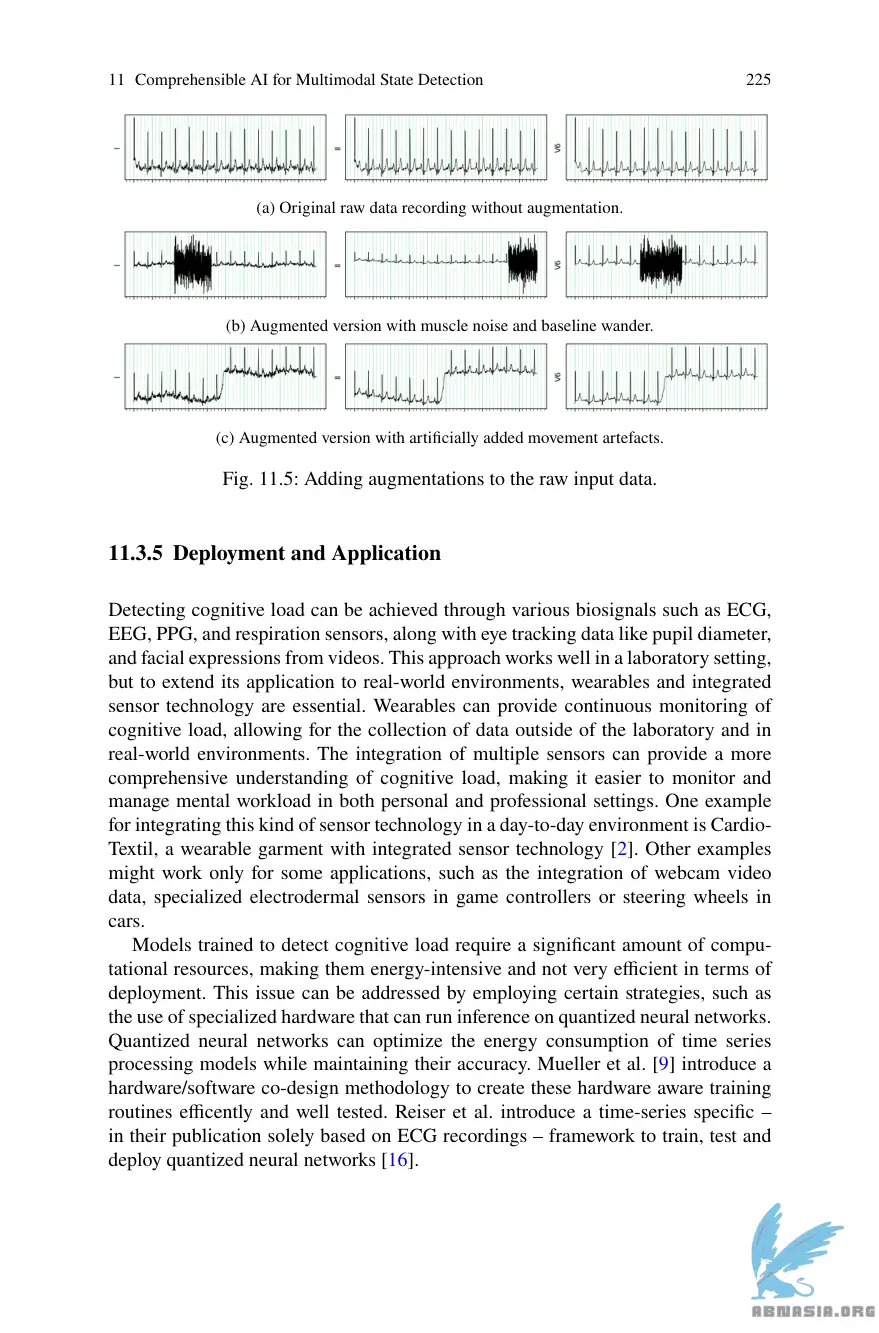 11 Comprehensible AI for Multimodal State Detection 225
I II V6
(a) Original raw data recording without augmentation.
I II V6
(b) Augmented version with muscle noise and baseline wander.
I II V6
(c) Augmented version with artificially added movement artefacts.
Fig. 11.5: Adding augmentations to the raw input data.
11.3.5 Deployment and Application
Detecting cognitive load can be achieved through various biosignals such as ECG,
EEG, PPG, and respiration sensors, along with eye tracking data like pupil diameter,
and facial expressions from videos. This approach works well in a laboratory setting,
but to extend its application to real-world environments, wearables and integrated
sensor technology are essential. Wearables can provide continuous monitoring of
cognitive load, allowing for the collection of data outside of the laboratory and in
real-world environments. The integration of multiple sensors can provide a more
comprehensive understanding of cognitive load, making it easier to monitor and
manage mental workload in both personal and professional settings. One example
for integrating this kind of sensor technology in a day-to-day environment is Cardio-
Textil, a wearable garment with integrated sensor technology [2]. Other examples
might work only for some applications, such as the integration of webcam video
data, specialized electrodermal sensors in game controllers or steering wheels in
cars.
Models trained to detect cognitive load require a significant amount of compu-
tational resources, making them energy-intensive and not very efficient in terms of
deployment. This issue can be addressed by employing certain strategies, such as
the use of specialized hardware that can run inference on quantized neural networks.
Quantized neural networks can optimize the energy consumption of time series
processing models while maintaining their accuracy. Mueller et al. [9] introduce a
hardware/software co-design methodology to create these hardware aware training
routines efficently and well tested. Reiser et al. introduce a time-series specific –
in their publication solely based on ECG recordings – framework to train, test and
deploy quantized neural networks [16].
ABNASIA.ORG